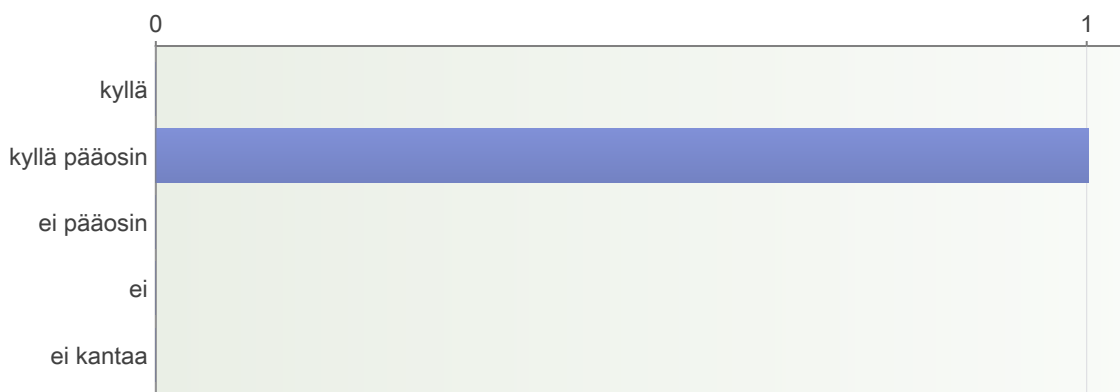 0 1
kyllä
kyllä pääosin
ei pääosin
ei
ei kantaa